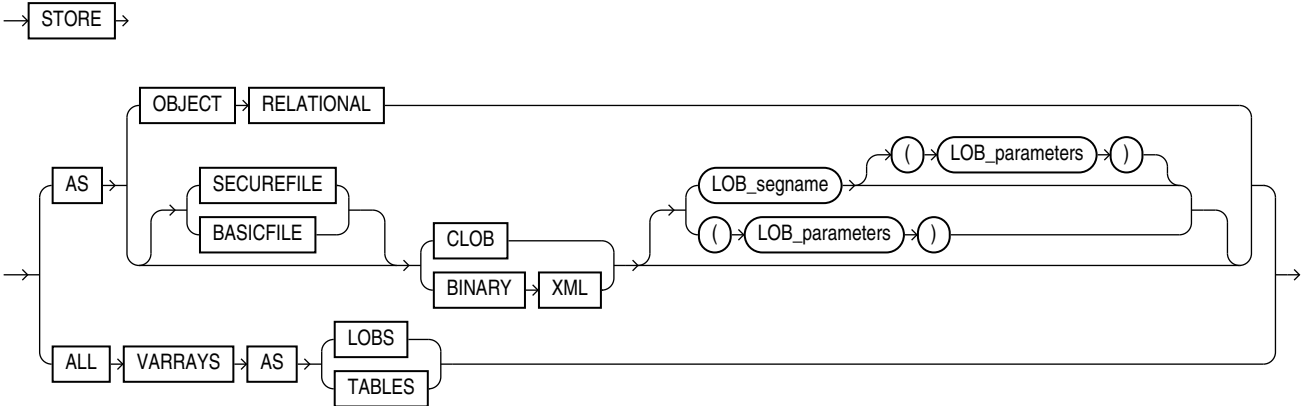 STORE
OBJECT RELATIONAL
( LOB_parameters )
AS SECUREFILE LOB_segname
BASICFILE ( LOB_parameters )
CLOB
BINARY XML
LOBS
ALL VARRAYS AS
TABLES